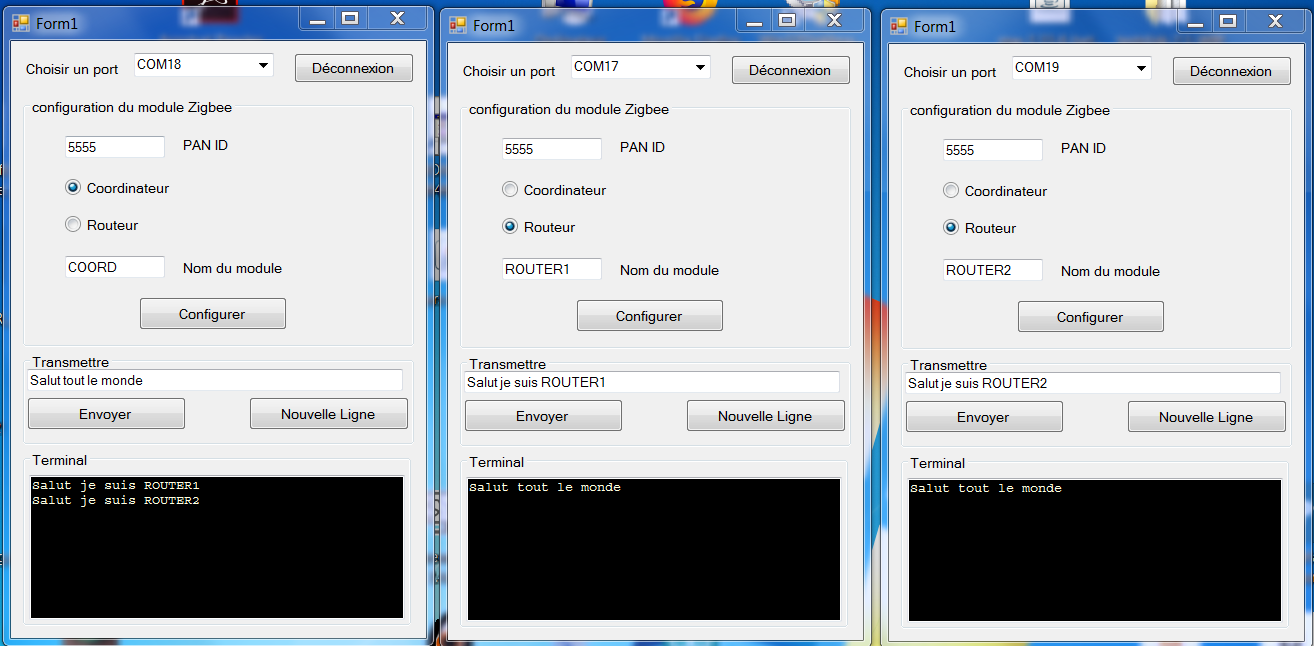 Form1
Choisir un port COM18 Déconnexion
configuration du module Zigbee
5555 PAN ID
Coordinateur
Routeur
COORD Nom du module
Configurer
Transmettre
Salut tout le monde
Envoyer Nouvelle Ligne
Terminal
Salut je suis ROUTER1
Salut je suis ROUTER2
Form1
Choisir un port COM17 Déconnexion
configuration du module Zigbee
5555 PAN ID
Coordinateur
Routeur
ROUTER1 Nom du module
Configurer
Transmettre
Salut je suis ROUTER1
Envoyer Nouvelle Ligne
Terminal
Salut tout le monde
Form1
Choisir un port COM19 Déconnexion
configuration du module Zigbee
5555 PAN ID
Coordinateur
Routeur
ROUTER2 Nom du module
Configurer
Transmettre
Salut je suis ROUTER2
Envoyer Nouvelle Ligne
Terminal
Salut tout le monde